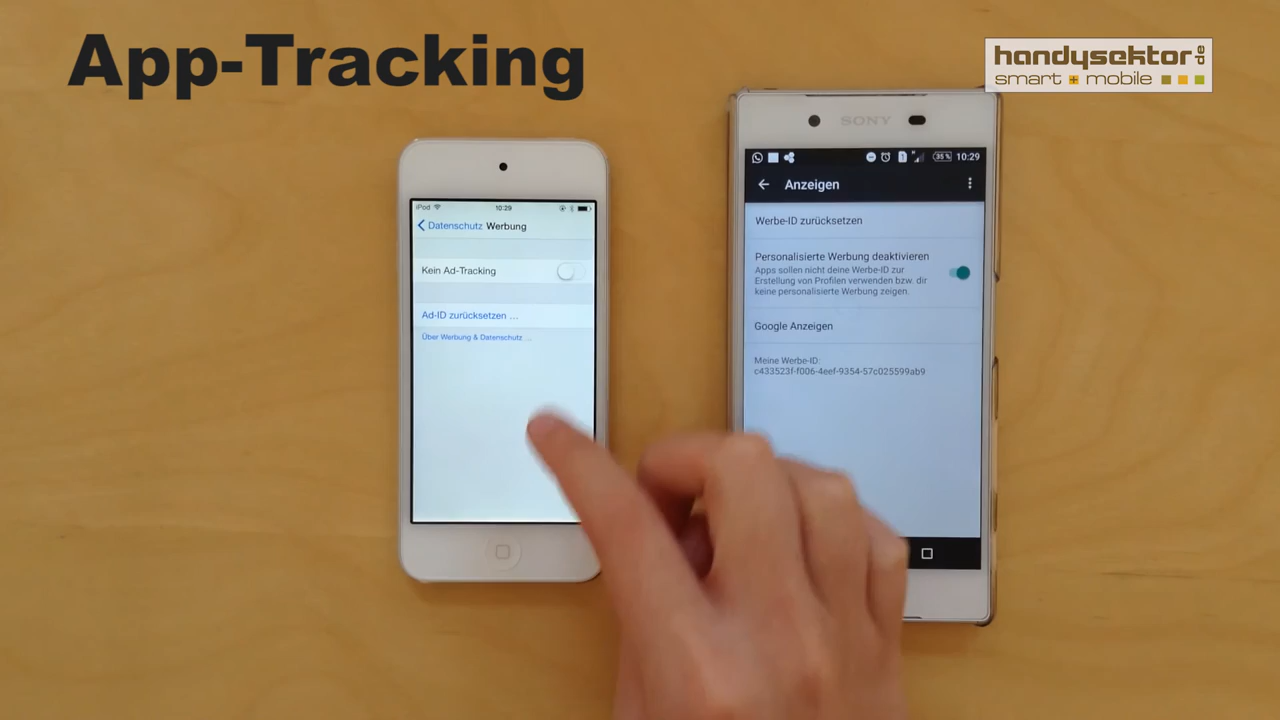 App-Tracking
handysektor.de
smart + mobile
iPod
10:29
Datenschutz Werbung
Kein Ad-Tracking
Ad-ID zurücksetzen ...
Über Werbung & Datenschutz ...
SONY
1
35 %
10:29
Anzeigen
Werbe-ID zurücksetzen
Personalisierte Werbung deaktivieren
Apps sollen nicht deine Werbe-ID zur
Erstellung von Profilen verwenden bzw. dir
keine personalisierte Werbung zeigen.
Google Anzeigen
Meine Werbe-ID:
c433523f-f006-4eef-9354-57c025599ab9